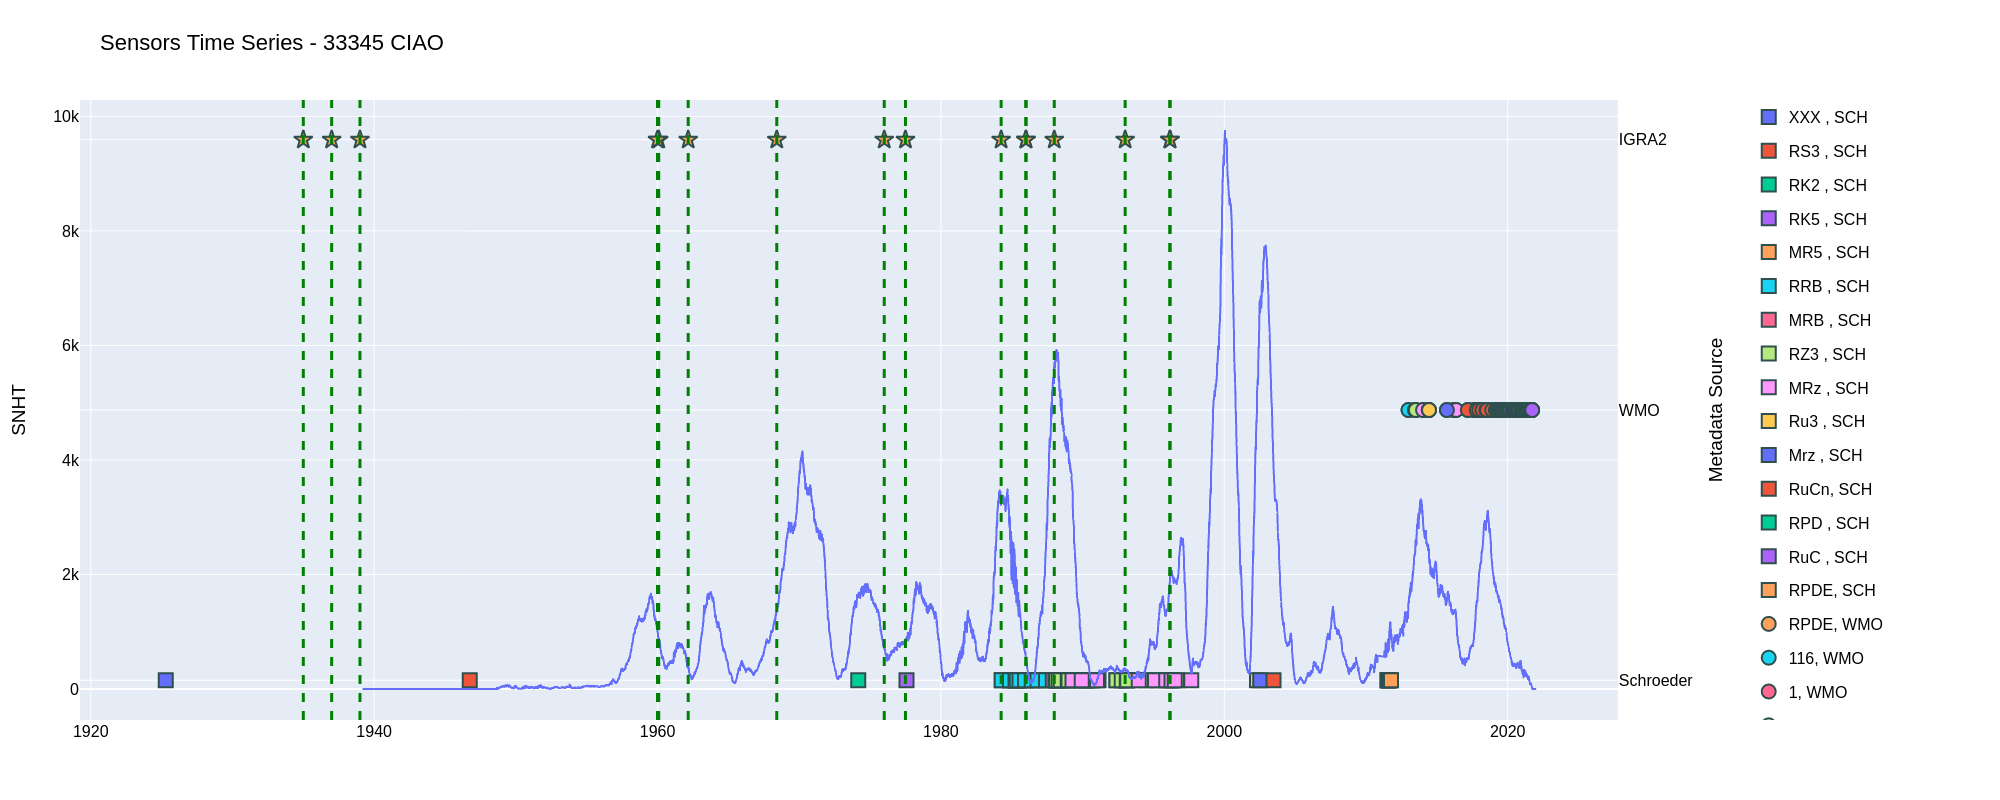 Sensors Time Series - 33345 CIAO
SNHT
10k
8k
6k
4k
2k
0
1920
1940
1960
1980
2000
2020
IGRA2
WMO
Schroeder
Metadata Source
XXX , SCH
RS3 , SCH
RK2 , SCH
RK5 , SCH
MR5 , SCH
RRB , SCH
MRB , SCH
RZ3 , SCH
MRz , SCH
Ru3 , SCH
Mrz , SCH
RuCn, SCH
RPD , SCH
RuC , SCH
RPDE, SCH
RPDE, WMO
116, WMO
1, WMO